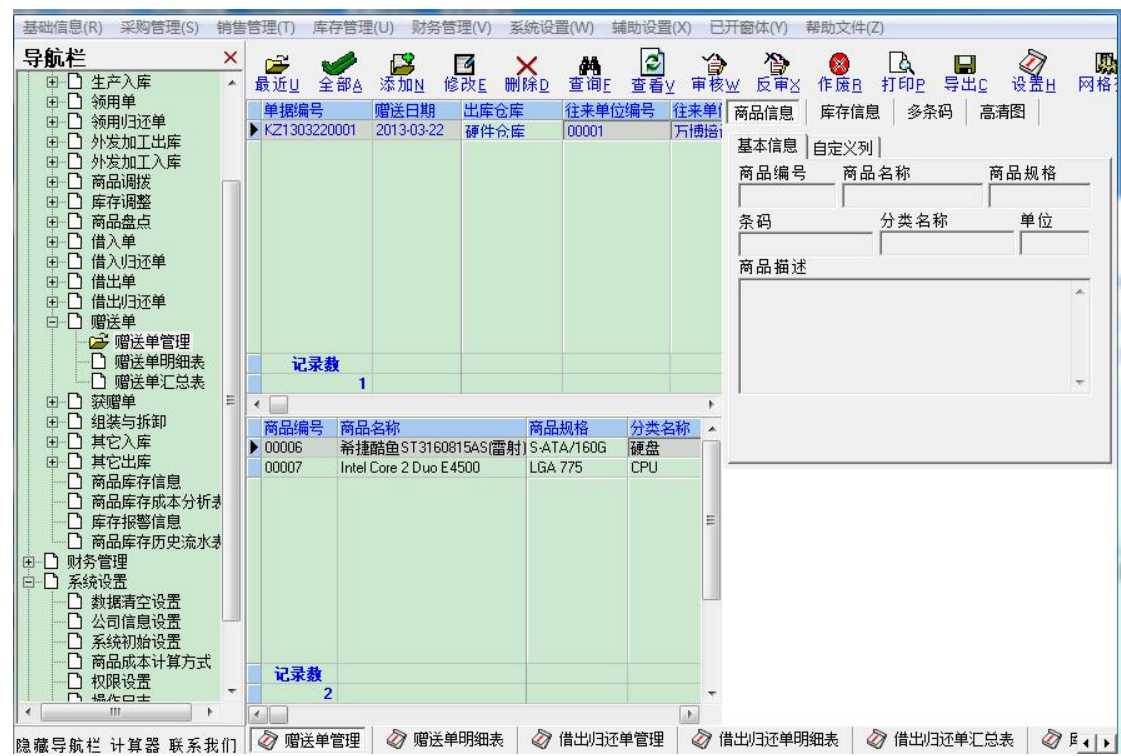 基础信息(R) 采购管理(S) 销售管理(T) 库存管理(U) 财务管理(V) 系统设置(W) 辅助设置(X) 已开窗体(Y) 帮助文件(Z)
导航栏
生产入库
领用单
领用归还单
外发加工出库
外发加工入库
商品调拨
库存调整
商品盘点
借入单
借入归还单
借出单
借出归还单
赠送单
赠送单管理
赠送单明细表
赠送单汇总表
获赠单
组装与拆卸
其它入库
其它出库
商品库存信息
商品库存成本分析表
库存报警信息
商品库存历史流水表
财务管理
系统设置
数据清空设置
公司信息设置
系统初始设置
商品成本计算方式
权限设置
操作日志
隐藏导航栏 计算器 联系我们
最近U 全部A 添加N 修改E 删除D 查询F 查看V 审核W 反审X 作废R 打印P 导出C 设置H 网格
单据编号 赠送日期 出库仓库 往来单位编号 往来单
KZ1303220001 2013-03-22 硬件仓库 00001 万博培
记录数
1
商品编号 商品名称 商品规格 分类名称
00006 希捷酷鱼ST3160815AS(雷射) S-ATA/160G 硬盘
00007 Intel Core 2 Duo E4500 LGA 775 CPU
记录数
2
商品信息 库存信息 多条码 高清图
基本信息 自定义列
商品编号 商品名称 商品规格
条码 分类名称 单位
商品描述
赠送单管理 赠送单明细表 借出归还单管理 借出归还单明细表 借出归还单汇总表